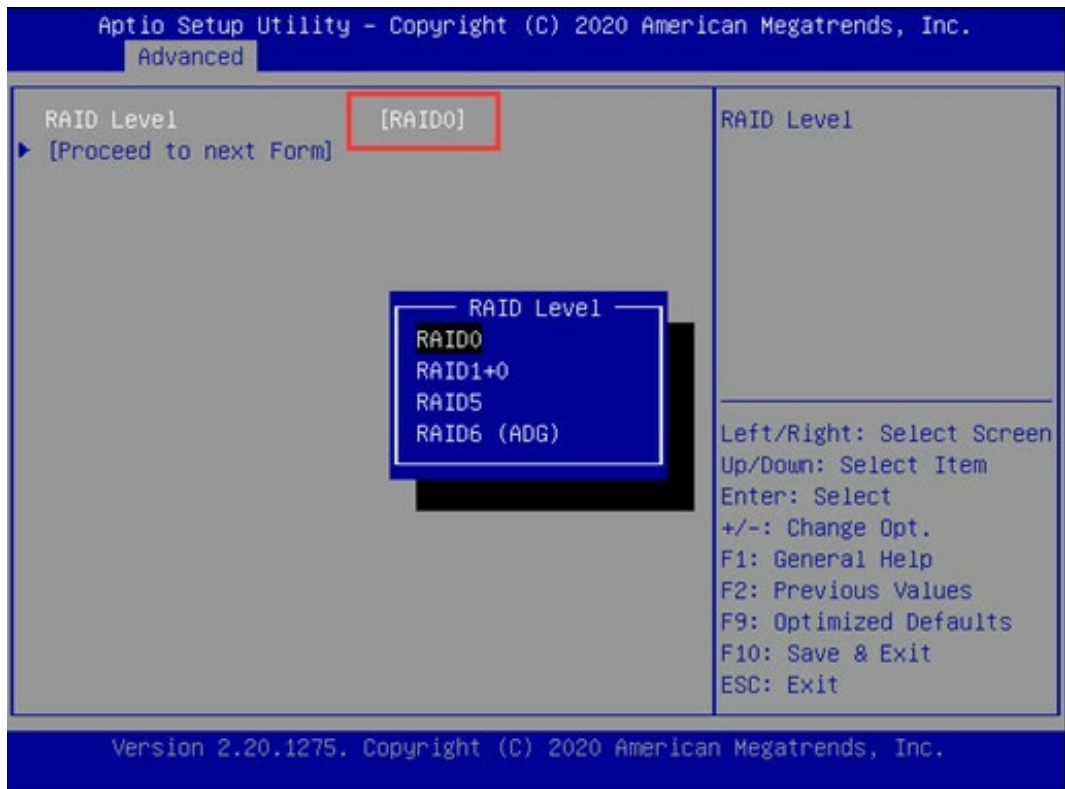 Aptio Setup Utility – Copyright (C) 2020 American Megatrends, Inc.
Advanced
RAID Level [RAID0]
[Proceed to next Form]
RAID Level
RAID Level
RAID0
RAID1+0
RAID5
RAID6 (ADG)
Left/Right: Select Screen
Up/Down: Select Item
Enter: Select
+/-: Change Opt.
F1: General Help
F2: Previous Values
F9: Optimized Defaults
F10: Save & Exit
ESC: Exit
Version 2.20.1275. Copyright (C) 2020 American Megatrends, Inc.